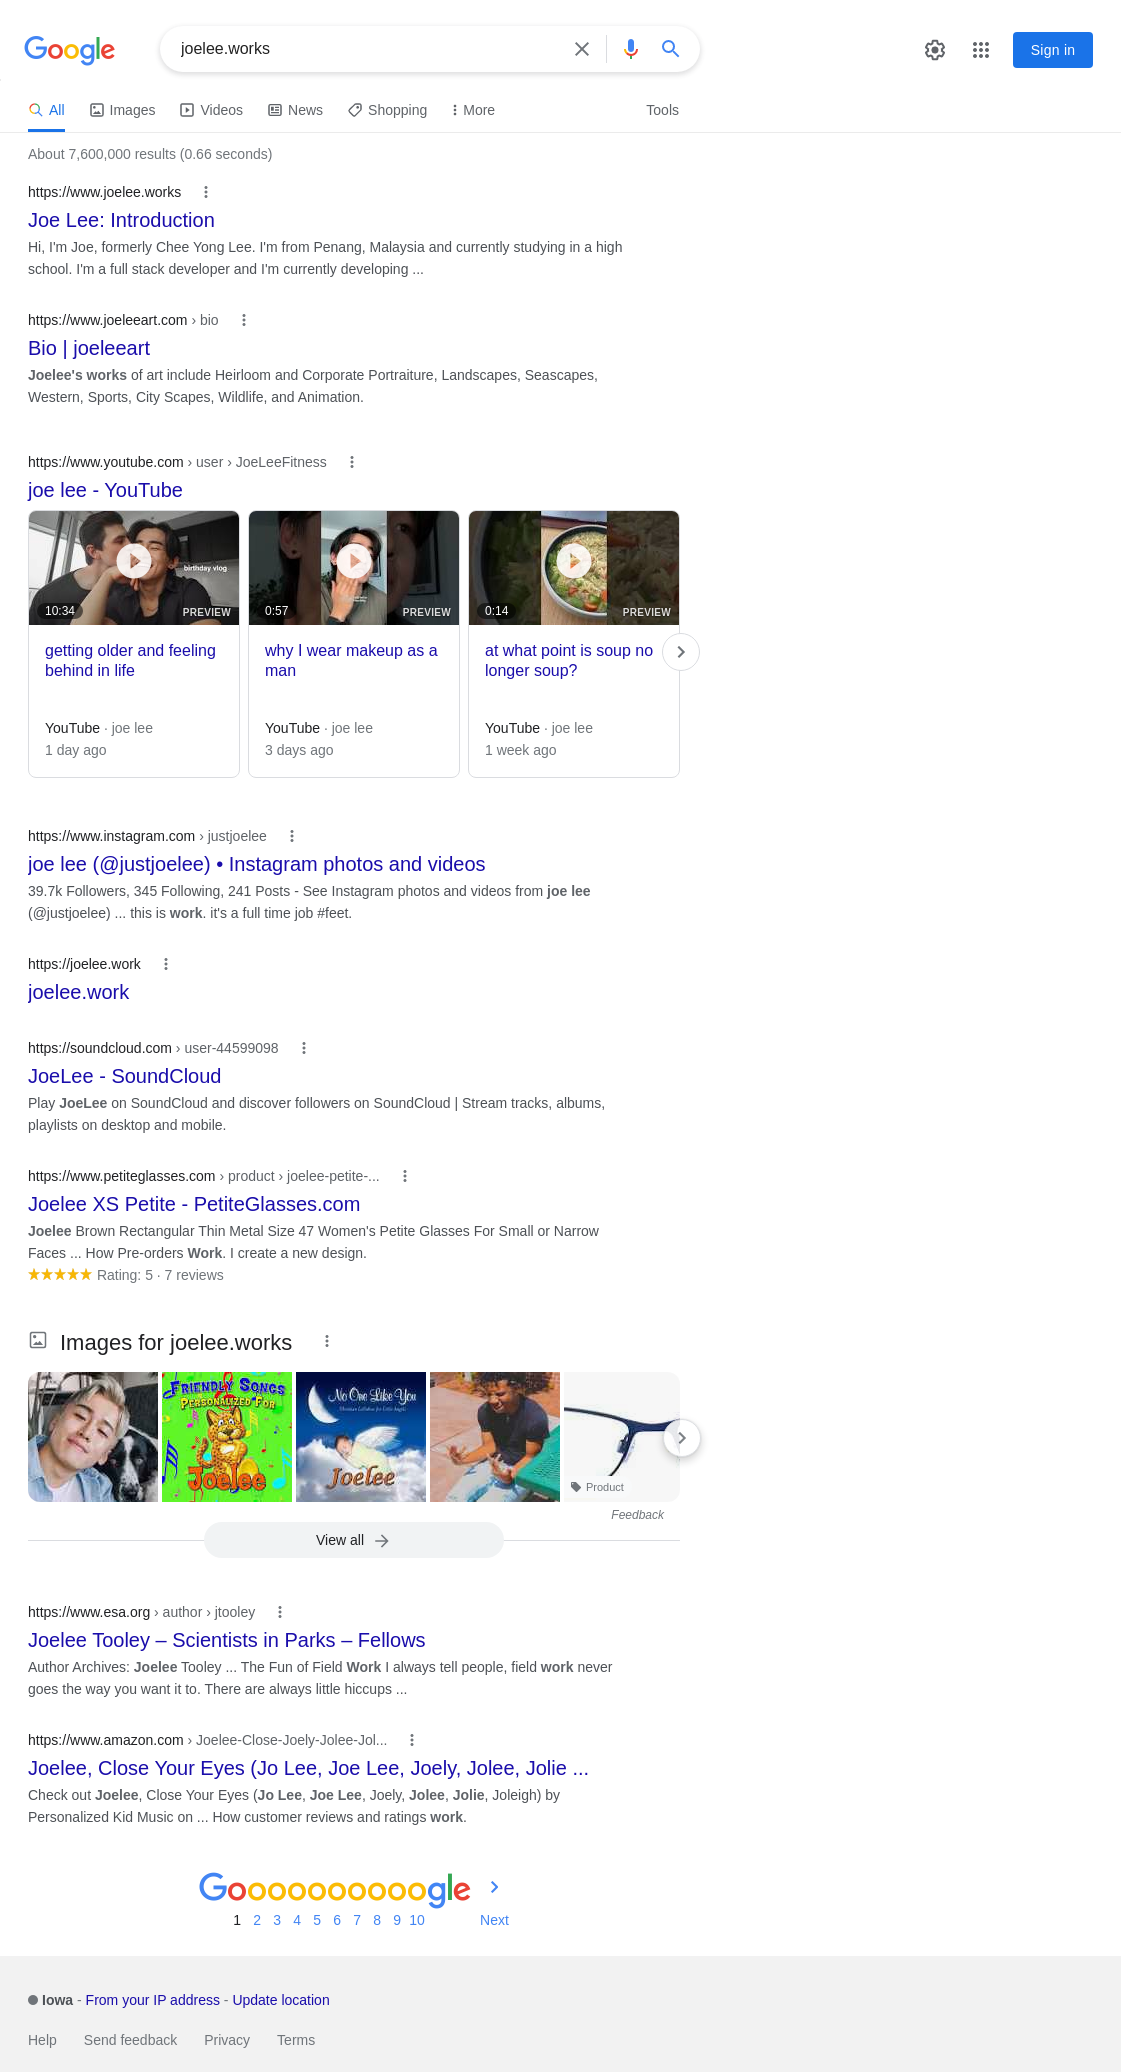 Google
joelee.works
Sign in
All Images Videos News Shopping More Tools
About 7,600,000 results (0.66 seconds)
https://www.joelee.works
Joe Lee: Introduction
Hi, I'm Joe, formerly Chee Yong Lee. I'm from Penang, Malaysia and currently studying in a high
school. I'm a full stack developer and I'm currently developing ...
https://www.joeleeart.com › bio
Bio | joeleeart
Joelee's works of art include Heirloom and Corporate Portraiture, Landscapes, Seascapes,
Western, Sports, City Scapes, Wildlife, and Animation.
https://www.youtube.com › user › JoeLeeFitness
joe lee - YouTube
birthday vlog
10:34 PREVIEW
getting older and feeling
behind in life
YouTube · joe lee
1 day ago
0:57 PREVIEW
why I wear makeup as a
man
YouTube · joe lee
3 days ago
0:14 PREVIEW
at what point is soup no
longer soup?
YouTube · joe lee
1 week ago
https://www.instagram.com › justjoelee
joe lee (@justjoelee) • Instagram photos and videos
39.7k Followers, 345 Following, 241 Posts - See Instagram photos and videos from joe lee
(@justjoelee) ... this is work. it's a full time job #feet.
https://joelee.work
joelee.work
https://soundcloud.com › user-44599098
JoeLee - SoundCloud
Play JoeLee on SoundCloud and discover followers on SoundCloud | Stream tracks, albums,
playlists on desktop and mobile.
https://www.petiteglasses.com › product › joelee-petite-...
Joelee XS Petite - PetiteGlasses.com
Joelee Brown Rectangular Thin Metal Size 47 Women's Petite Glasses For Small or Narrow
Faces ... How Pre-orders Work. I create a new design.
Rating: 5 · 7 reviews
Images for joelee.works
FRIENDLY SONGS
PERSONALIZED FOR
Joelee
No One Like You
Joelee
Product
Feedback
View all
https://www.esa.org › author › jtooley
Joelee Tooley – Scientists in Parks – Fellows
Author Archives: Joelee Tooley ... The Fun of Field Work I always tell people, field work never
goes the way you want it to. There are always little hiccups ...
https://www.amazon.com › Joelee-Close-Joely-Jolee-Jol...
Joelee, Close Your Eyes (Jo Lee, Joe Lee, Joely, Jolee, Jolie ...
Check out Joelee, Close Your Eyes (Jo Lee, Joe Lee, Joely, Jolee, Jolie, Joleigh) by
Personalized Kid Music on ... How customer reviews and ratings work.
Goooooooooogle
1 2 3 4 5 6 7 8 9 10 Next
Iowa - From your IP address - Update location
Help Send feedback Privacy Terms